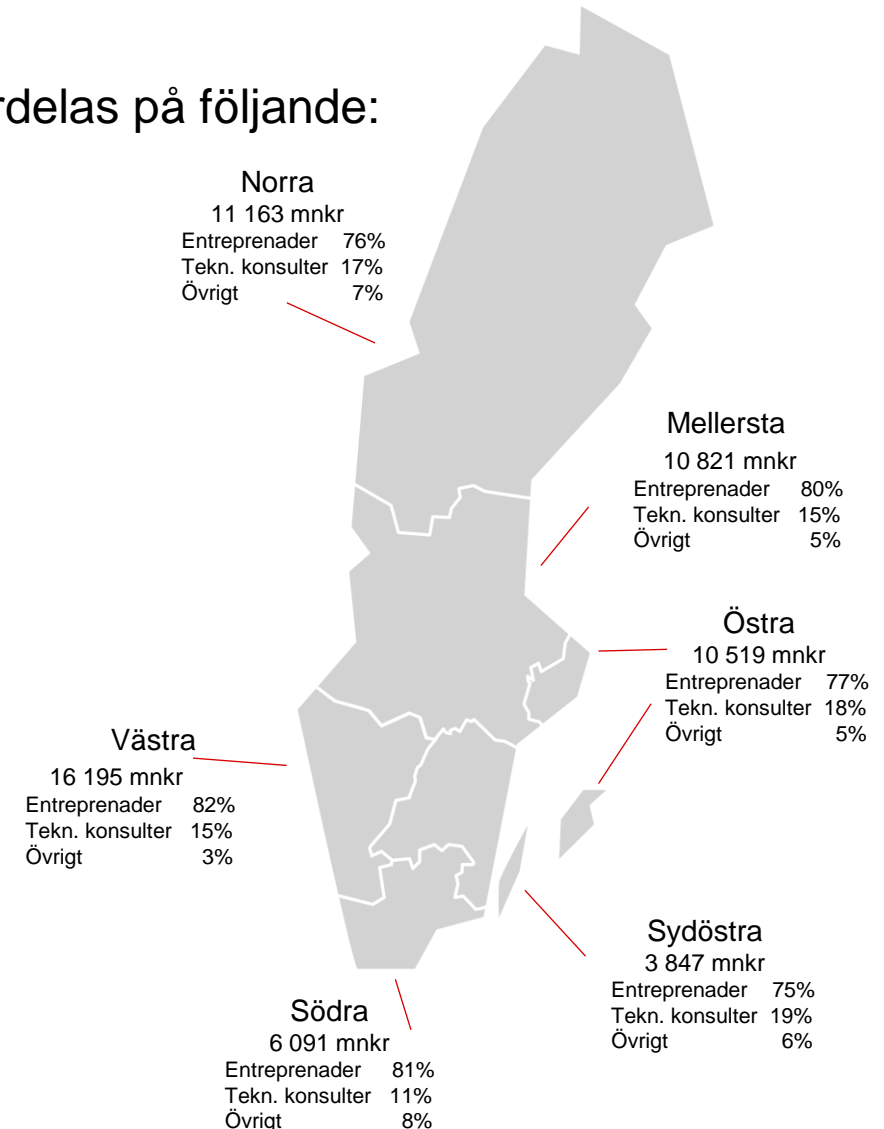 rdelas på följande:
Norra
11 163 mnkr
Entreprenader 76%
Tekn. konsulter 17%
Övrigt 7%
Mellersta
10 821 mnkr
Entreprenader 80%
Tekn. konsulter 15%
Övrigt 5%
Östra
10 519 mnkr
Entreprenader 77%
Tekn. konsulter 18%
Övrigt 5%
Västra
16 195 mnkr
Entreprenader 82%
Tekn. konsulter 15%
Övrigt 3%
Sydöstra
3 847 mnkr
Entreprenader 75%
Tekn. konsulter 19%
Övrigt 6%
Södra
6 091 mnkr
Entreprenader 81%
Tekn. konsulter 11%
Övrigt 8%